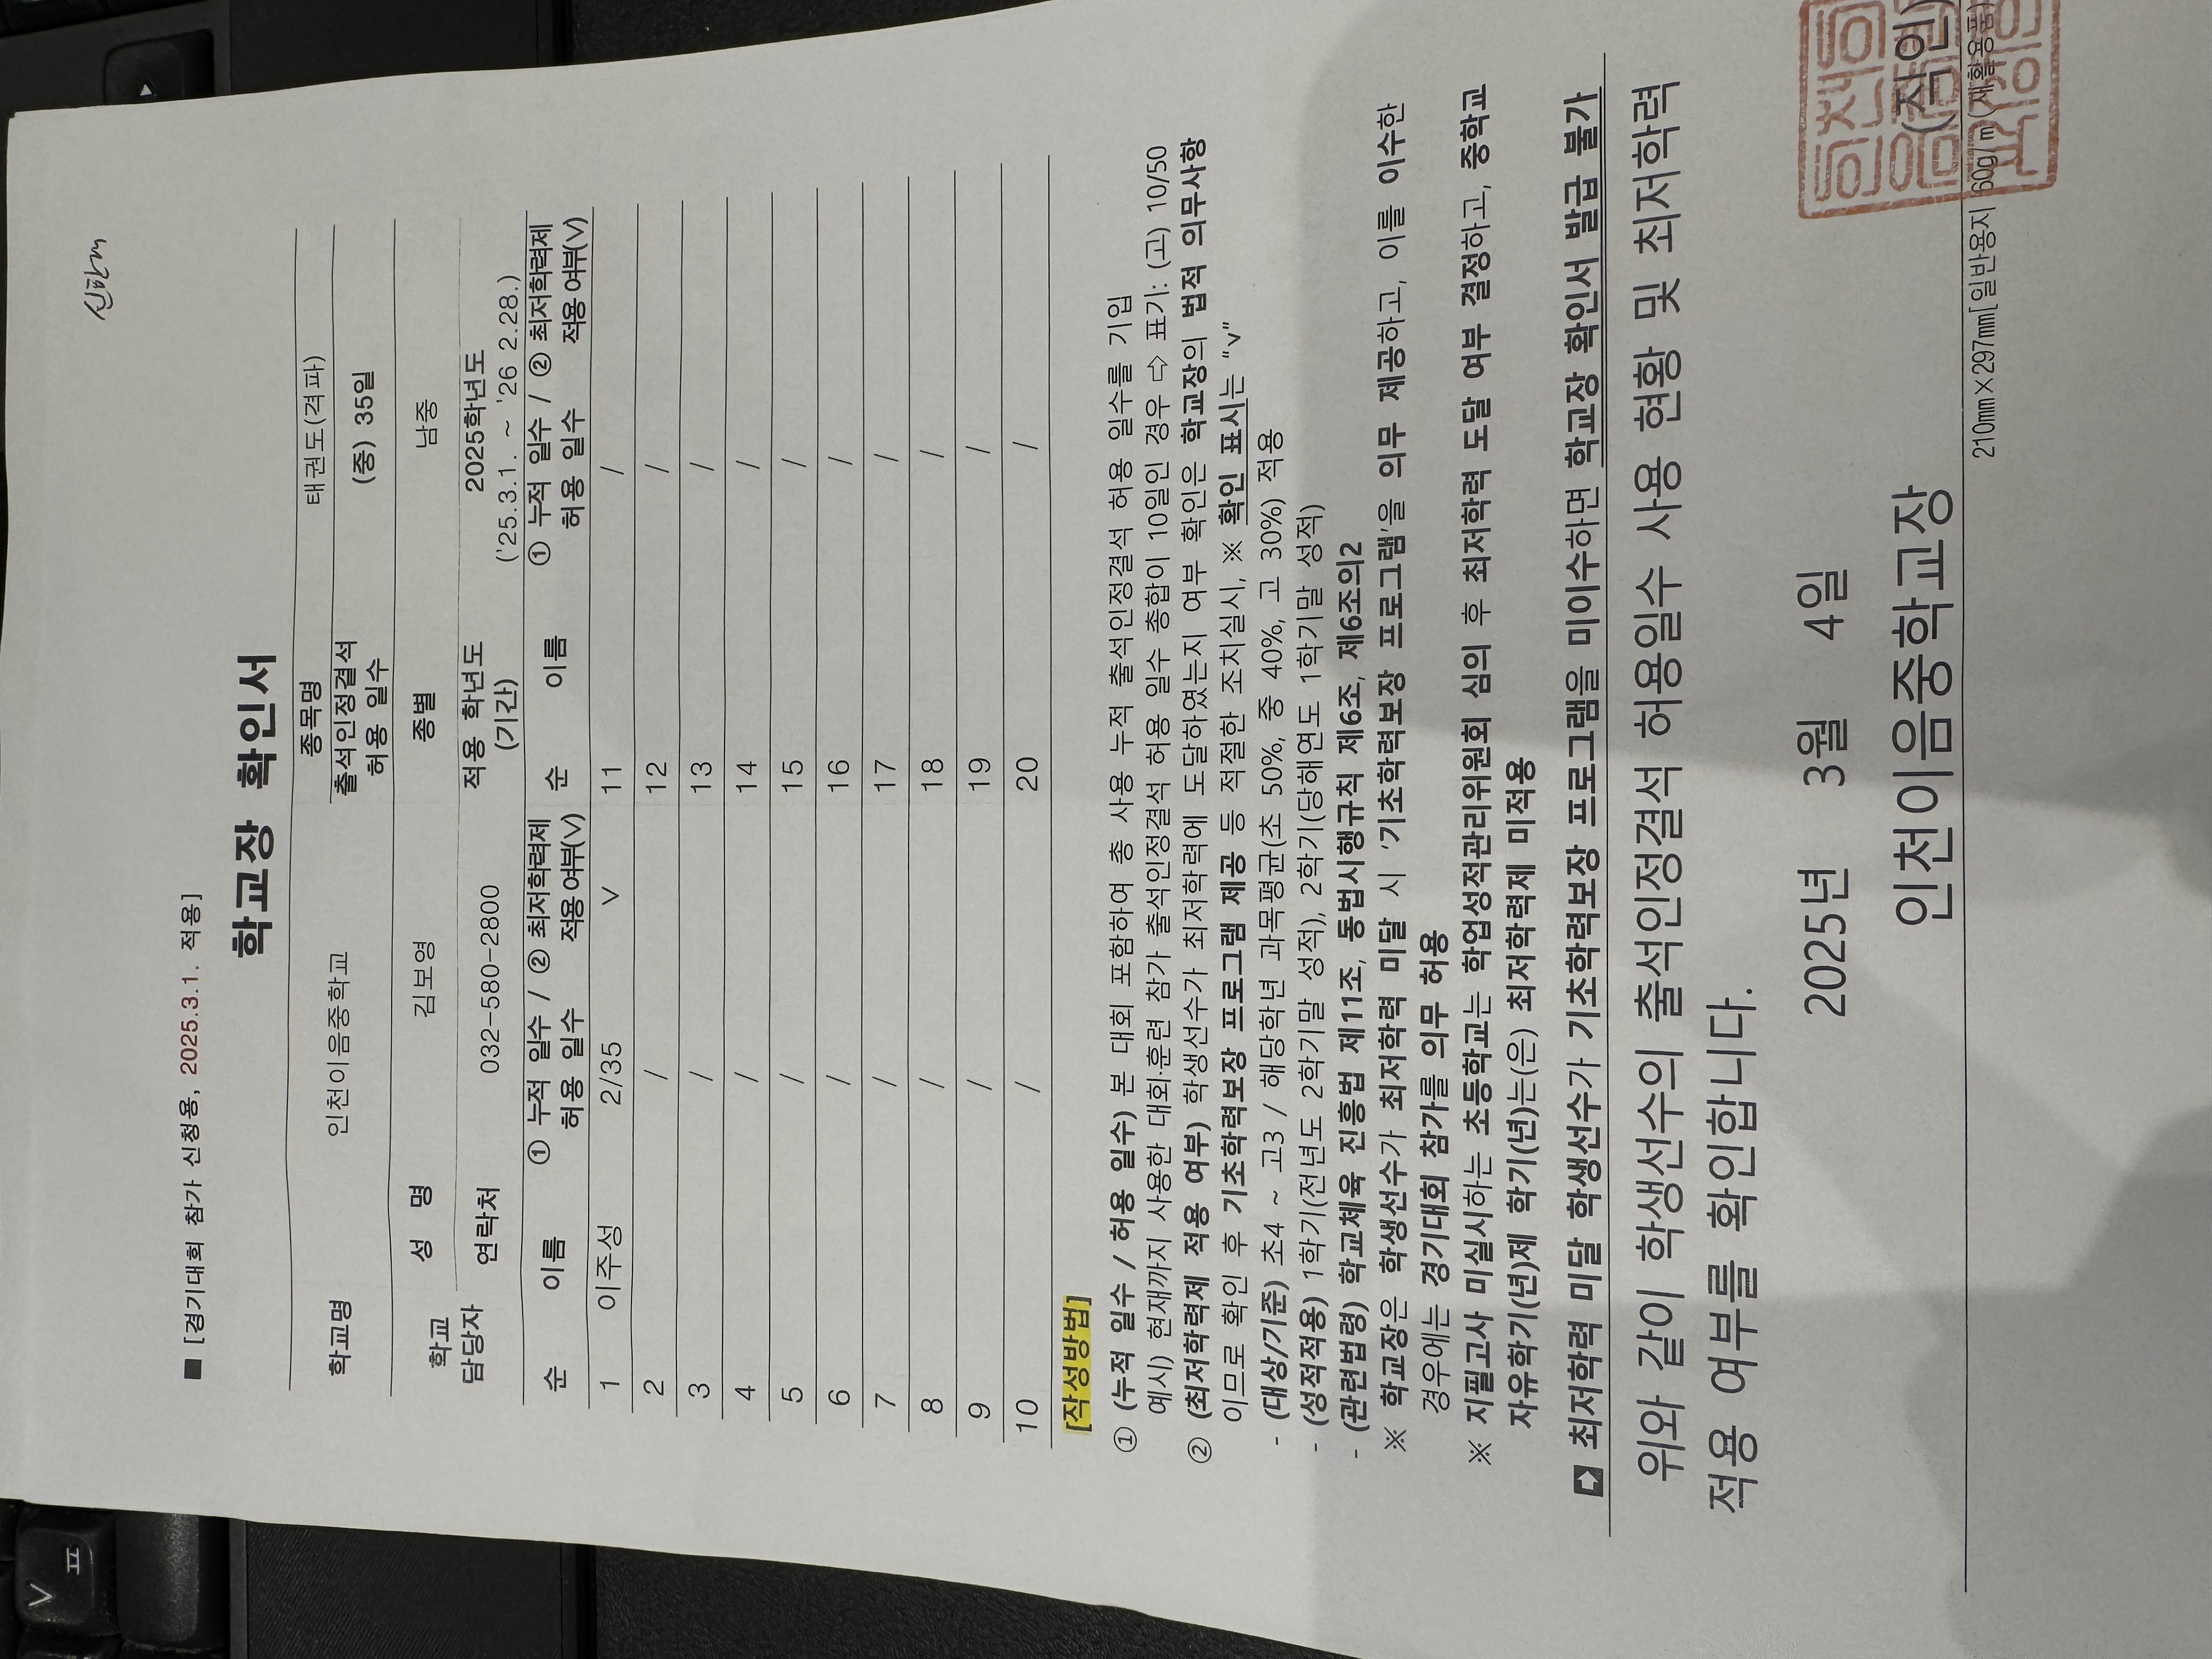 ■ [경기대회 참가 신청용, 2025.3.1. 적용]
학교장 확인서
학교명 인천이음중학교 종목명 태권도(격파)
출석인정결석 허용 일수 (중) 35일
학교 담당자 성 명 김보영 종별 남중
연락처 032-580-2800 적용 학년도 (기간) 2025학년도 ('25.3.1. ~ '26 2.28.)
순 이름 ① 누적 일수 / 허용 일수 ② 최저학력제 적용 여부(V) 순 이름 ① 누적 일수 / 허용 일수 ② 최저학력제 적용 여부(V)
1 이주성 2/35 V 11 /
2 / 12 /
3 / 13 /
4 / 14 /
5 / 15 /
6 / 16 /
7 / 17 /
8 / 18 /
9 / 19 /
10 / 20 /
[작성방법]
① (누적 일수 / 허용 일수) 본 대회 포함하여 총 사용 누적 출석인정결석 허용 일수를 기입
예시) 현재까지 사용한 대회·훈련 참가 출석인정결석 허용 일수 총합이 10일인 경우 ⇨ 표기: (고) 10/50
② (최저학력제 적용 여부) 학생선수가 최저학력에 도달하였는지 여부 확인은 학교장의 법적 의무사항
이므로 확인 후 기초학력보장 프로그램 제공 등 적절한 조치실시, ※ 확인 표시는 "v"
- (대상/기준) 초4 ~ 고3 / 해당학년 과목평균(초 50%, 중 40%, 고 30%) 적용
- (성적적용) 1학기(전년도 2학기말 성적), 2학기(당해연도 1학기말 성적)
- (관련법령) 학교체육 진흥법 제11조, 동법시행규칙 제6조, 제6조의2
※ 학교장은 학생선수가 최저학력 미달 시 '기초학력보장 프로그램'을 의무 제공하고, 이를 이수한
경우에는 경기대회 참가를 의무 허용
※ 지필고사 미실시하는 초등학교는 학업성적관리위원회 심의 후 최저학력 도달 여부 결정하고, 중학교
자유학기(년)제 학기(년)는(은) 최저학력제 미적용
➡ 최저학력 미달 학생선수가 기초학력보장 프로그램을 미이수하면 학교장 확인서 발급 불가
위와 같이 학생선수의 출석인정결석 허용일수 사용 현황 및 최저학력
적용 여부를 확인합니다.
2025년 3월 4일
인천이음중학교장 (직인)
210mm×297mm[일반용지 60g/㎡(재활용품)
V ㅍ